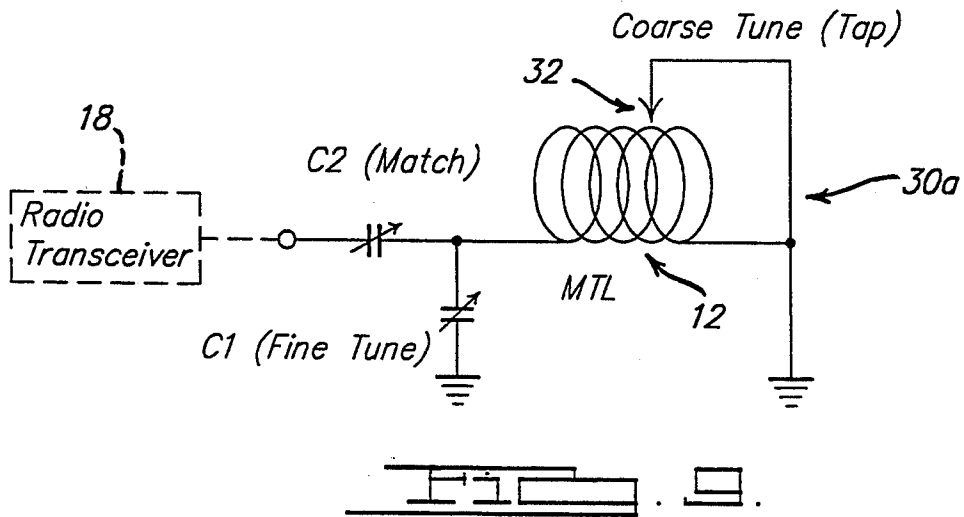 Coarse Tune (Tap)
32
18
C2 (Match)
30a
Radio
Transceiver
MTL
12
C1 (Fine Tune)